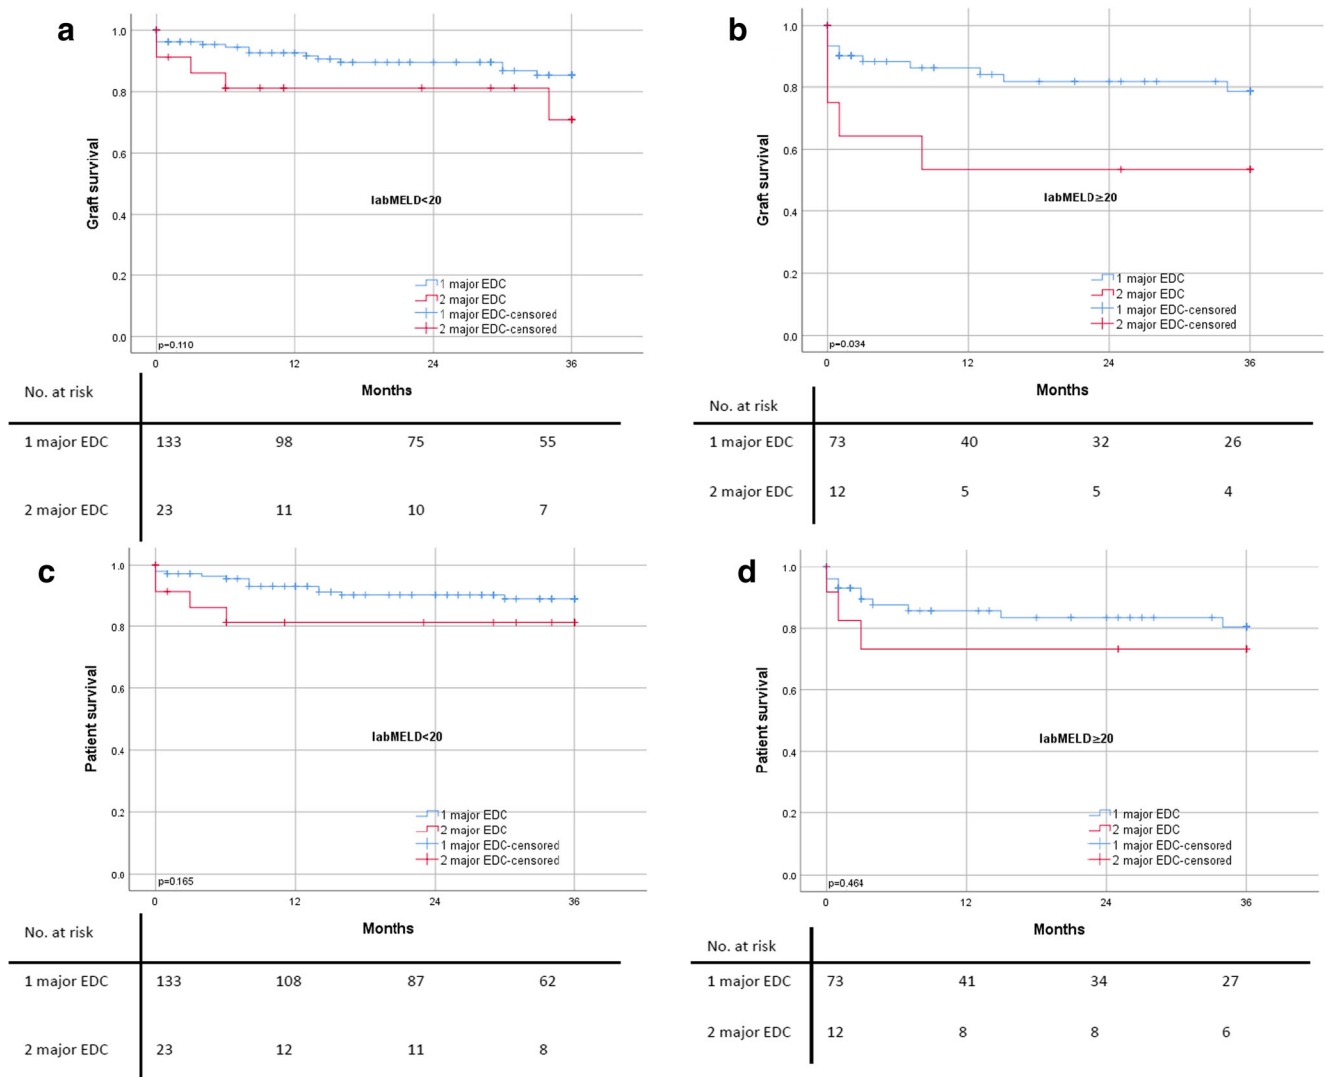 a
1.0
0.8
0.6
0.4
0.2
0.0
Graft survival
labMELD<20
1 major EDC
2 major EDC
1 major EDC-censored
2 major EDC-censored
p=0.110
0 12 24 36
Months
No. at risk
1 major EDC 133 98 75 55
2 major EDC 23 11 10 7
b
1.0
0.8
0.6
0.4
0.2
0.0
Graft survival
labMELD≥20
1 major EDC
2 major EDC
1 major EDC-censored
2 major EDC-censored
p=0.034
0 12 24 36
Months
No. at risk
1 major EDC 73 40 32 26
2 major EDC 12 5 5 4
c
1.0
0.8
0.6
0.4
0.2
0.0
Patient survival
labMELD<20
1 major EDC
2 major EDC
1 major EDC-censored
2 major EDC-censored
p=0.165
0 12 24 36
Months
No. at risk
1 major EDC 133 108 87 62
2 major EDC 23 12 11 8
d
1.0
0.8
0.6
0.4
0.2
0.0
Patient survival
labMELD≥20
1 major EDC
2 major EDC
1 major EDC-censored
2 major EDC-censored
p=0.464
0 12 24 36
Months
No. at risk
1 major EDC 73 41 34 27
2 major EDC 12 8 8 6